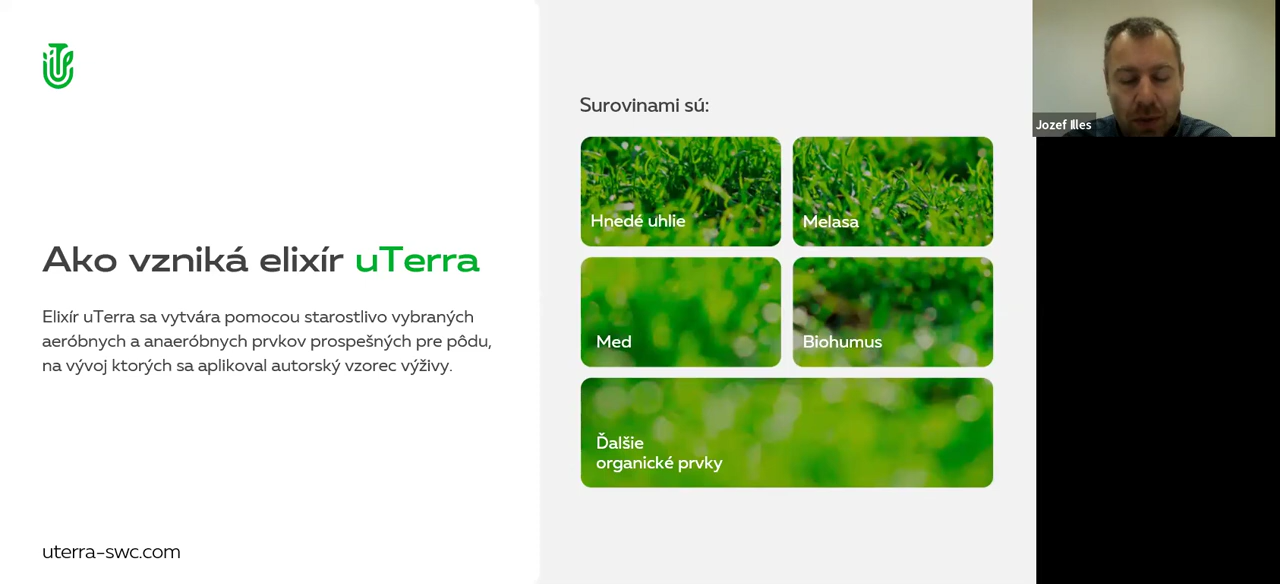 Ako vzniká elixír uTerra
Elixír uTerra sa vytvára pomocou starostlivo vybraných
aeróbnych a anaeróbnych prvkov prospešných pre pôdu,
na vývoj ktorých sa aplikoval autorský vzorec výživy.
uterra-swc.com
Surovinami sú:
Hnedé uhlie
Melasa
Med
Biohumus
Ďalšie
organické prvky
Jozef Illes